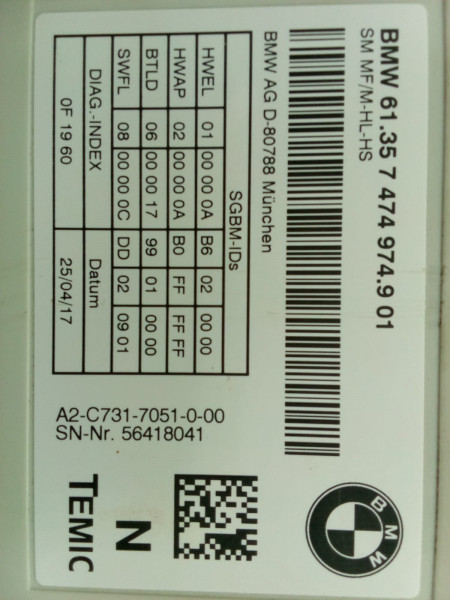 BMW 61.35 7 474 974.9 01
SM MF/M-HL-HS
BMW AG D-80788 München
SGBM-IDs
HWEL 01 00 00 0A B6 02 00 00
HWAP 02 00 00 0A B0 FF FF FF
BTLD 06 00 00 17 99 01 00 00
SWFL 08 00 00 0C DD 02 09 01
DIAG.-INDEX Datum
0F 19 60 25/04/17
A2-C731-7051-0-00
SN-Nr. 56418041
N
TEMIC
BMW